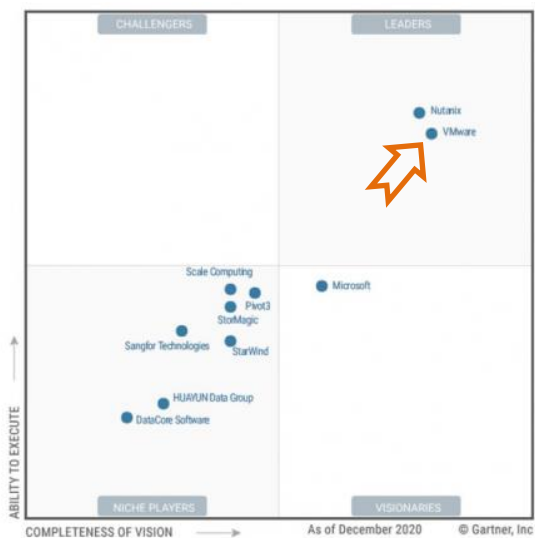 CHALLENGERS
LEADERS
Nutanix
VMware
Scale Computing
Pivot3
StorMagic
Microsoft
Sangfor Technologies
StarWind
HUAYUN Data Group
DataCore Software
ABILITY TO EXECUTE
NICHE PLAYERS
VISIONARIES
COMPLETENESS OF VISION
As of December 2020
© Gartner, Inc